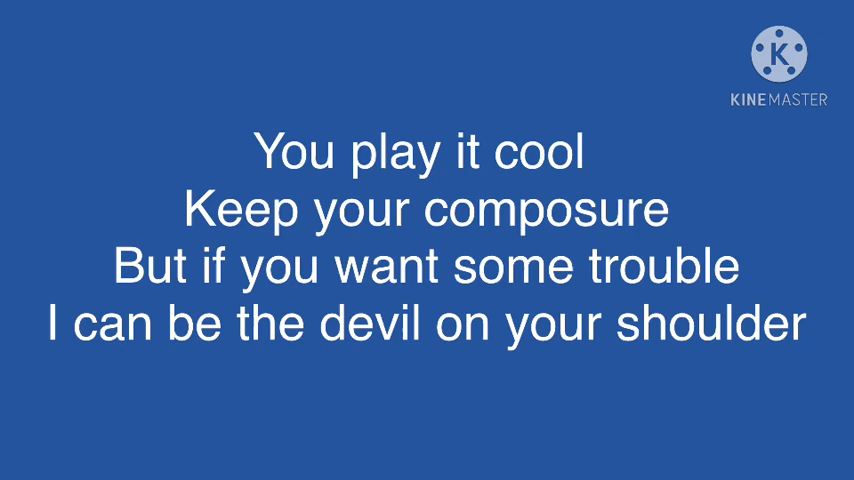 K
KINEMASTER
You play it cool
Keep your composure
But if you want some trouble
I can be the devil on your shoulder